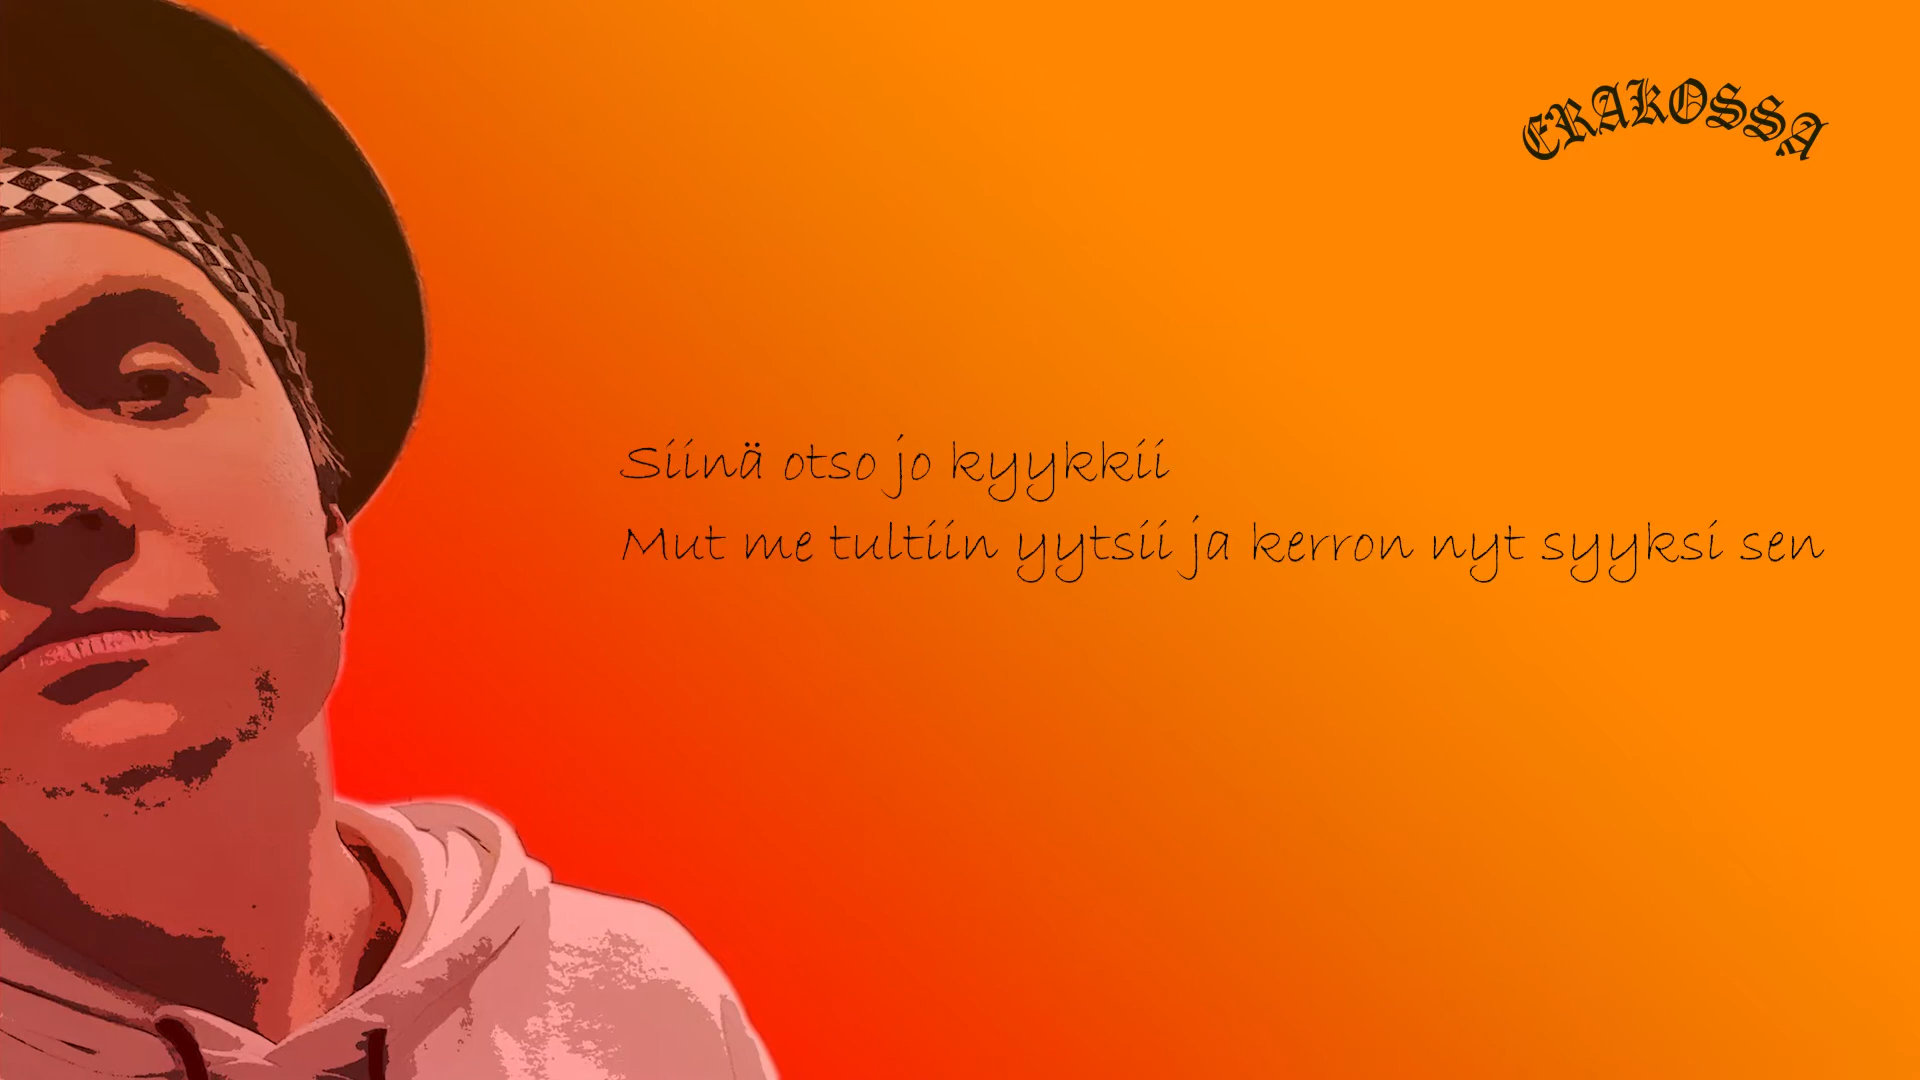 ERAKOSSA
Siinä otso jo kyykkii
Mut me tultiin yytsii ja kerron nyt syyksi sen